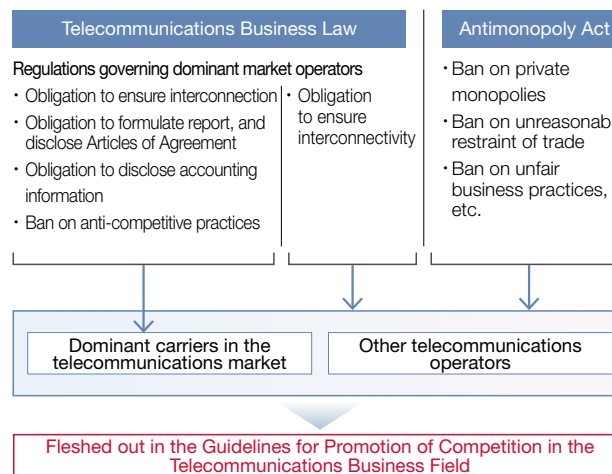 Telecommunications Business Law
Regulations governing dominant market operators
・Obligation to ensure interconnection
・Obligation to formulate report, and
disclose Articles of Agreement
・Obligation to disclose accounting
information
・Ban on anti-competitive practices
・Obligation
to ensure
interconnectivity
Antimonopoly Act
・Ban on private
monopolies
・Ban on unreasonab
restraint of trade
・Ban on unfair
business practices,
etc.
Dominant carriers in the
telecommunications market
Other telecommunications
operators
Fleshed out in the Guidelines for Promotion of Competition in the
Telecommunications Business Field